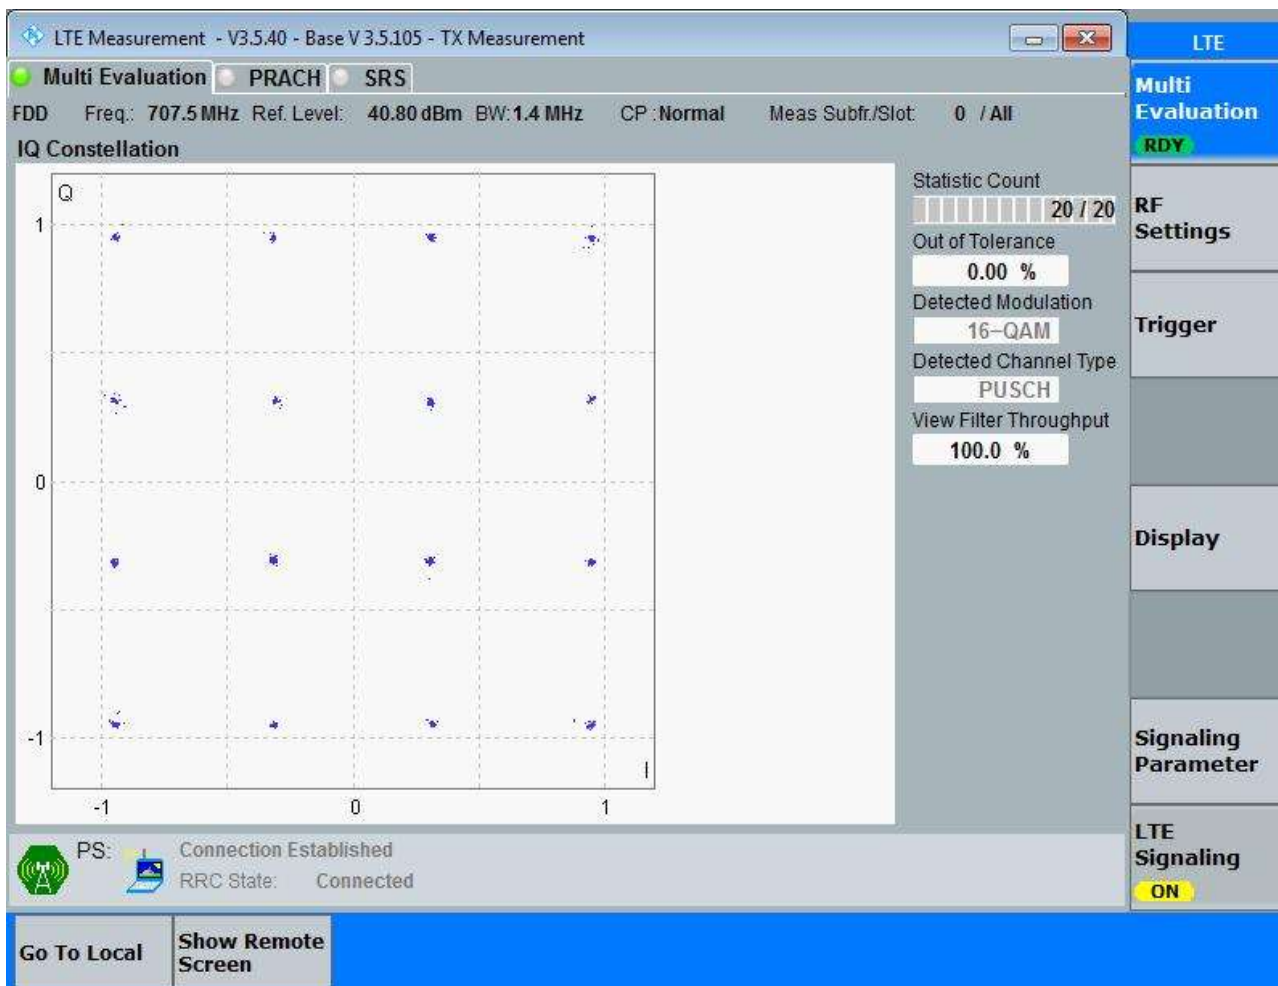 LTE Measurement - V3.5.40 - Base V 3.5.105 - TX Measurement
LTE
Multi Evaluation PRACH SRS
Multi
Evaluation
RDY
FDD Freq.: 707.5 MHz Ref. Level: 40.80 dBm BW: 1.4 MHz CP : Normal Meas Subfr./Slot: 0 / All
IQ Constellation
Q
1
0
-1
I
-1 0 1
Statistic Count
20 / 20
Out of Tolerance
0.00 %
Detected Modulation
16-QAM
Detected Channel Type
PUSCH
View Filter Throughput
100.0 %
RF
Settings
Trigger
Display
Signaling
Parameter
LTE
Signaling
ON
PS: Connection Established
RRC State: Connected
Go To Local
Show Remote
Screen